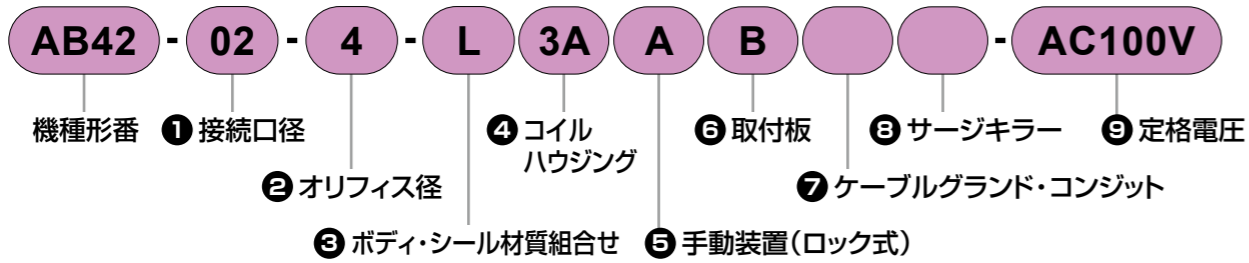 AB42 - 02 - 4 - L 3A A B - AC100V
機種形番 ❶接続口径 ❹コイル ❻取付板 ❽サージキラー ❾定格電圧
ハウジング
❷オリフィス径 ❼ケーブルグランド・コンジット
❸ボディ・シール材質組合せ ❺手動装置(ロック式)